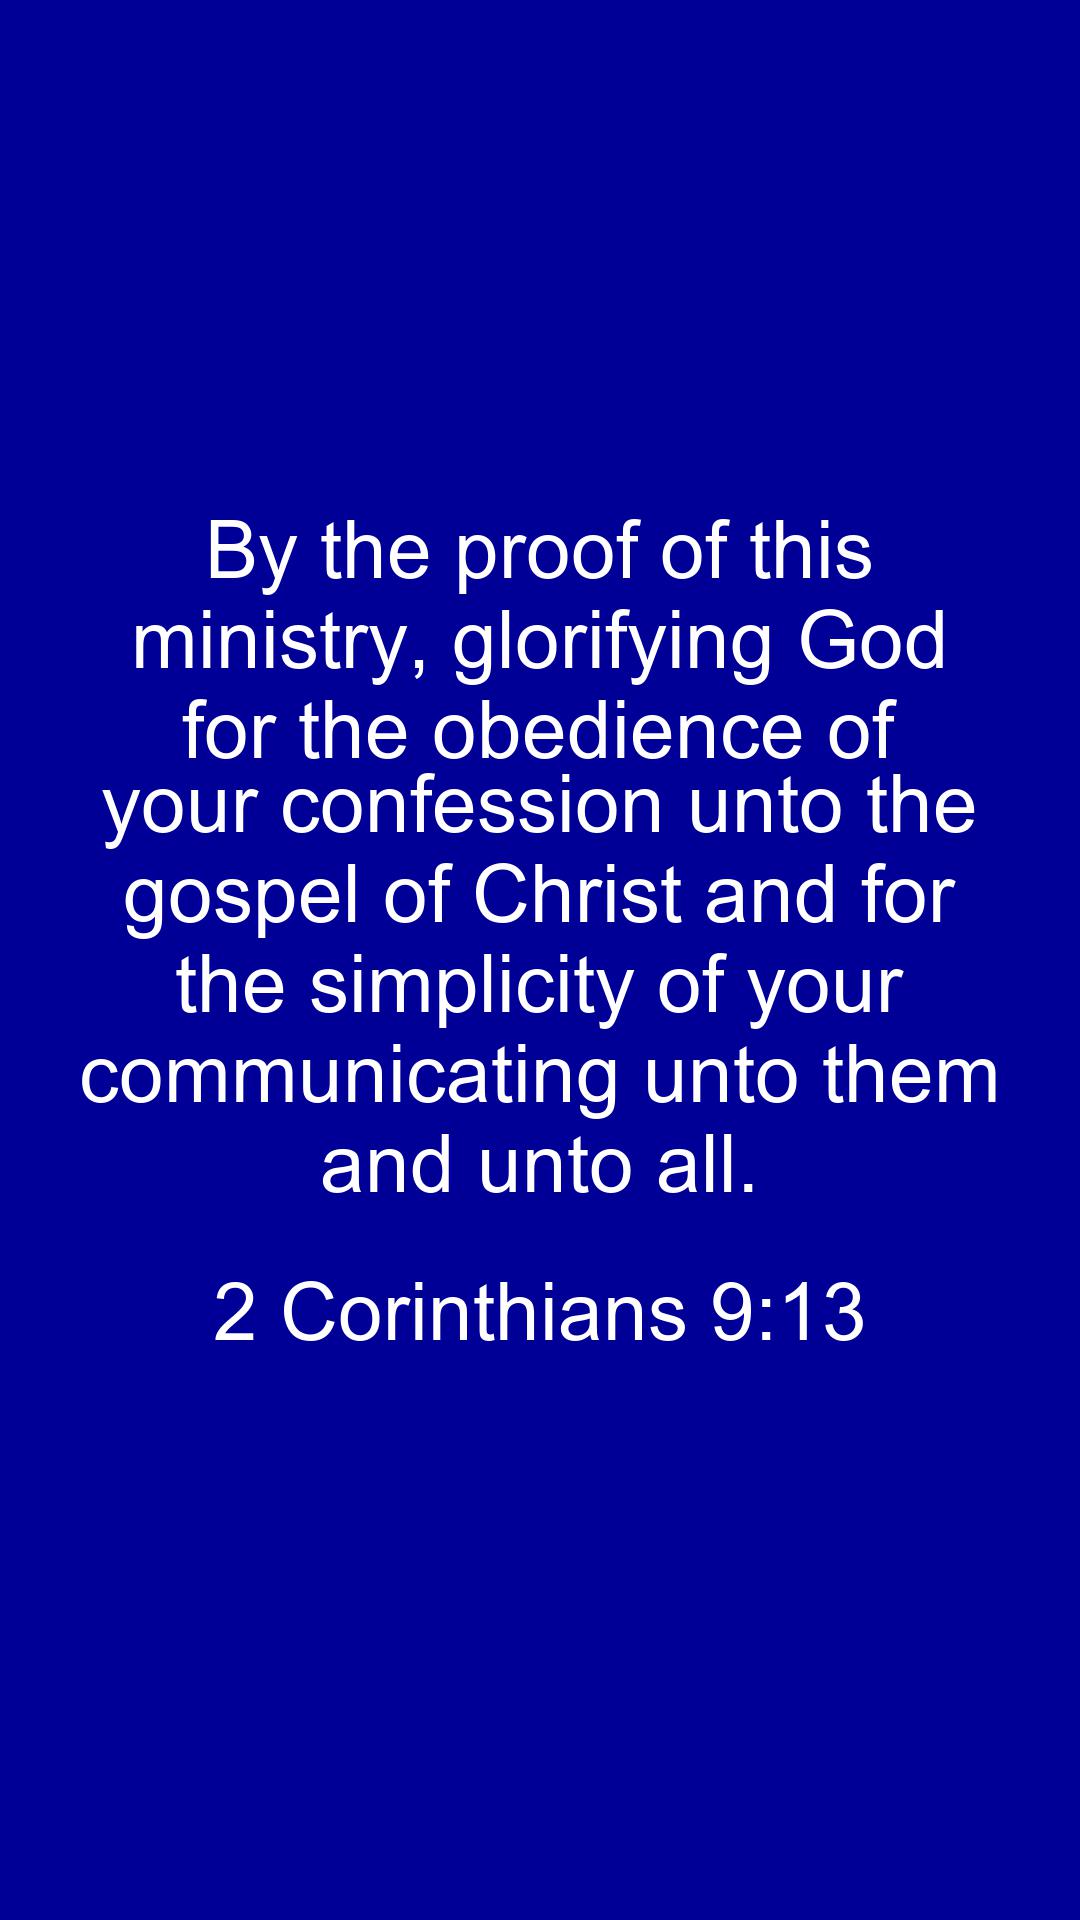 By the proof of this
ministry, glorifying God
for the obedience of
your confession unto the
gospel of Christ and for
the simplicity of your
communicating unto them
and unto all.
2 Corinthians 9:13